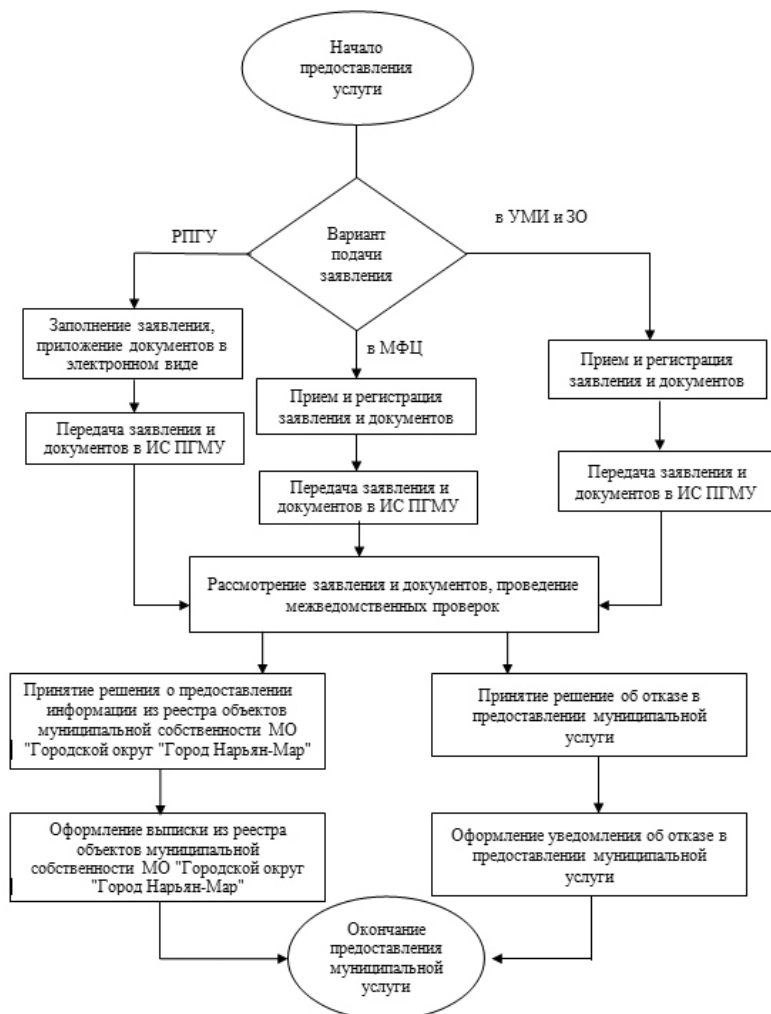 Начало
предоставления
услуги
Вариант
подачи
заявления
РПГУ
в УМИ и ЗО
в МФЦ
Заполнение заявления,
приложение документов в
электронном виде
Передача заявления и
документов в ИС ПГМУ
Прием и регистрация
заявления и документов
Передача заявления и
документов в ИС ПГМУ
Прием и регистрация
заявления и документов
Передача заявления и
документов в ИС ПГМУ
Рассмотрение заявления и документов, проведение
межведомственных проверок
Принятие решения о предоставлении
информации из реестра объектов
муниципальной собственности МО
"Городской округ "Город Нарьян-Мар"
Принятие решение об отказе в
предоставлении муниципальной
услуги
Оформление выписки из реестра
объектов муниципальной
собственности МО "Городской округ
"Город Нарьян-Мар"
Оформление уведомления об отказе в
предоставлении муниципальной
услуги
Окончание
предоставления
муниципальной
услуги